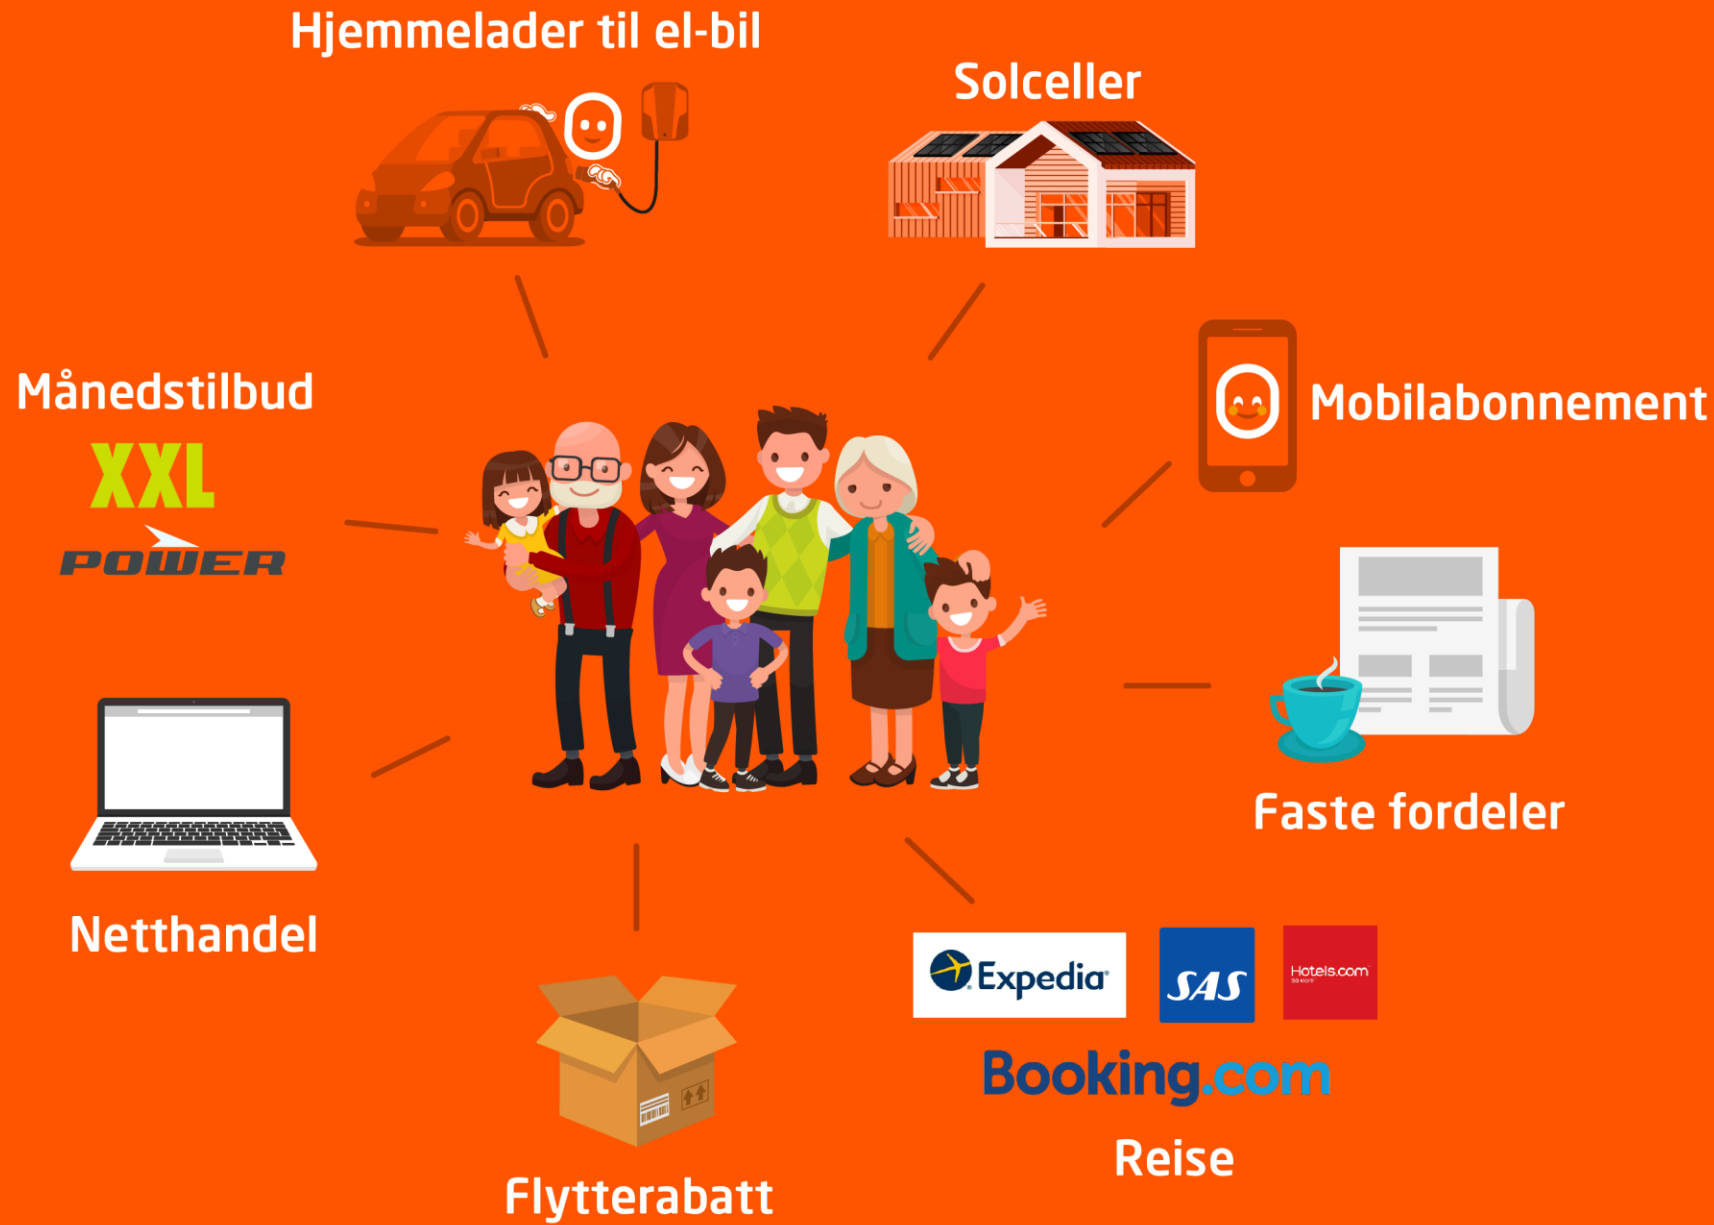 Hjemmelader til el-bil
Solceller
Månedstilbud
XXL
POWER
Mobilabonnement
Faste fordeler
Netthandel
Expedia
SAS
Hotels.com
Booking.com
Reise
Flytterabatt